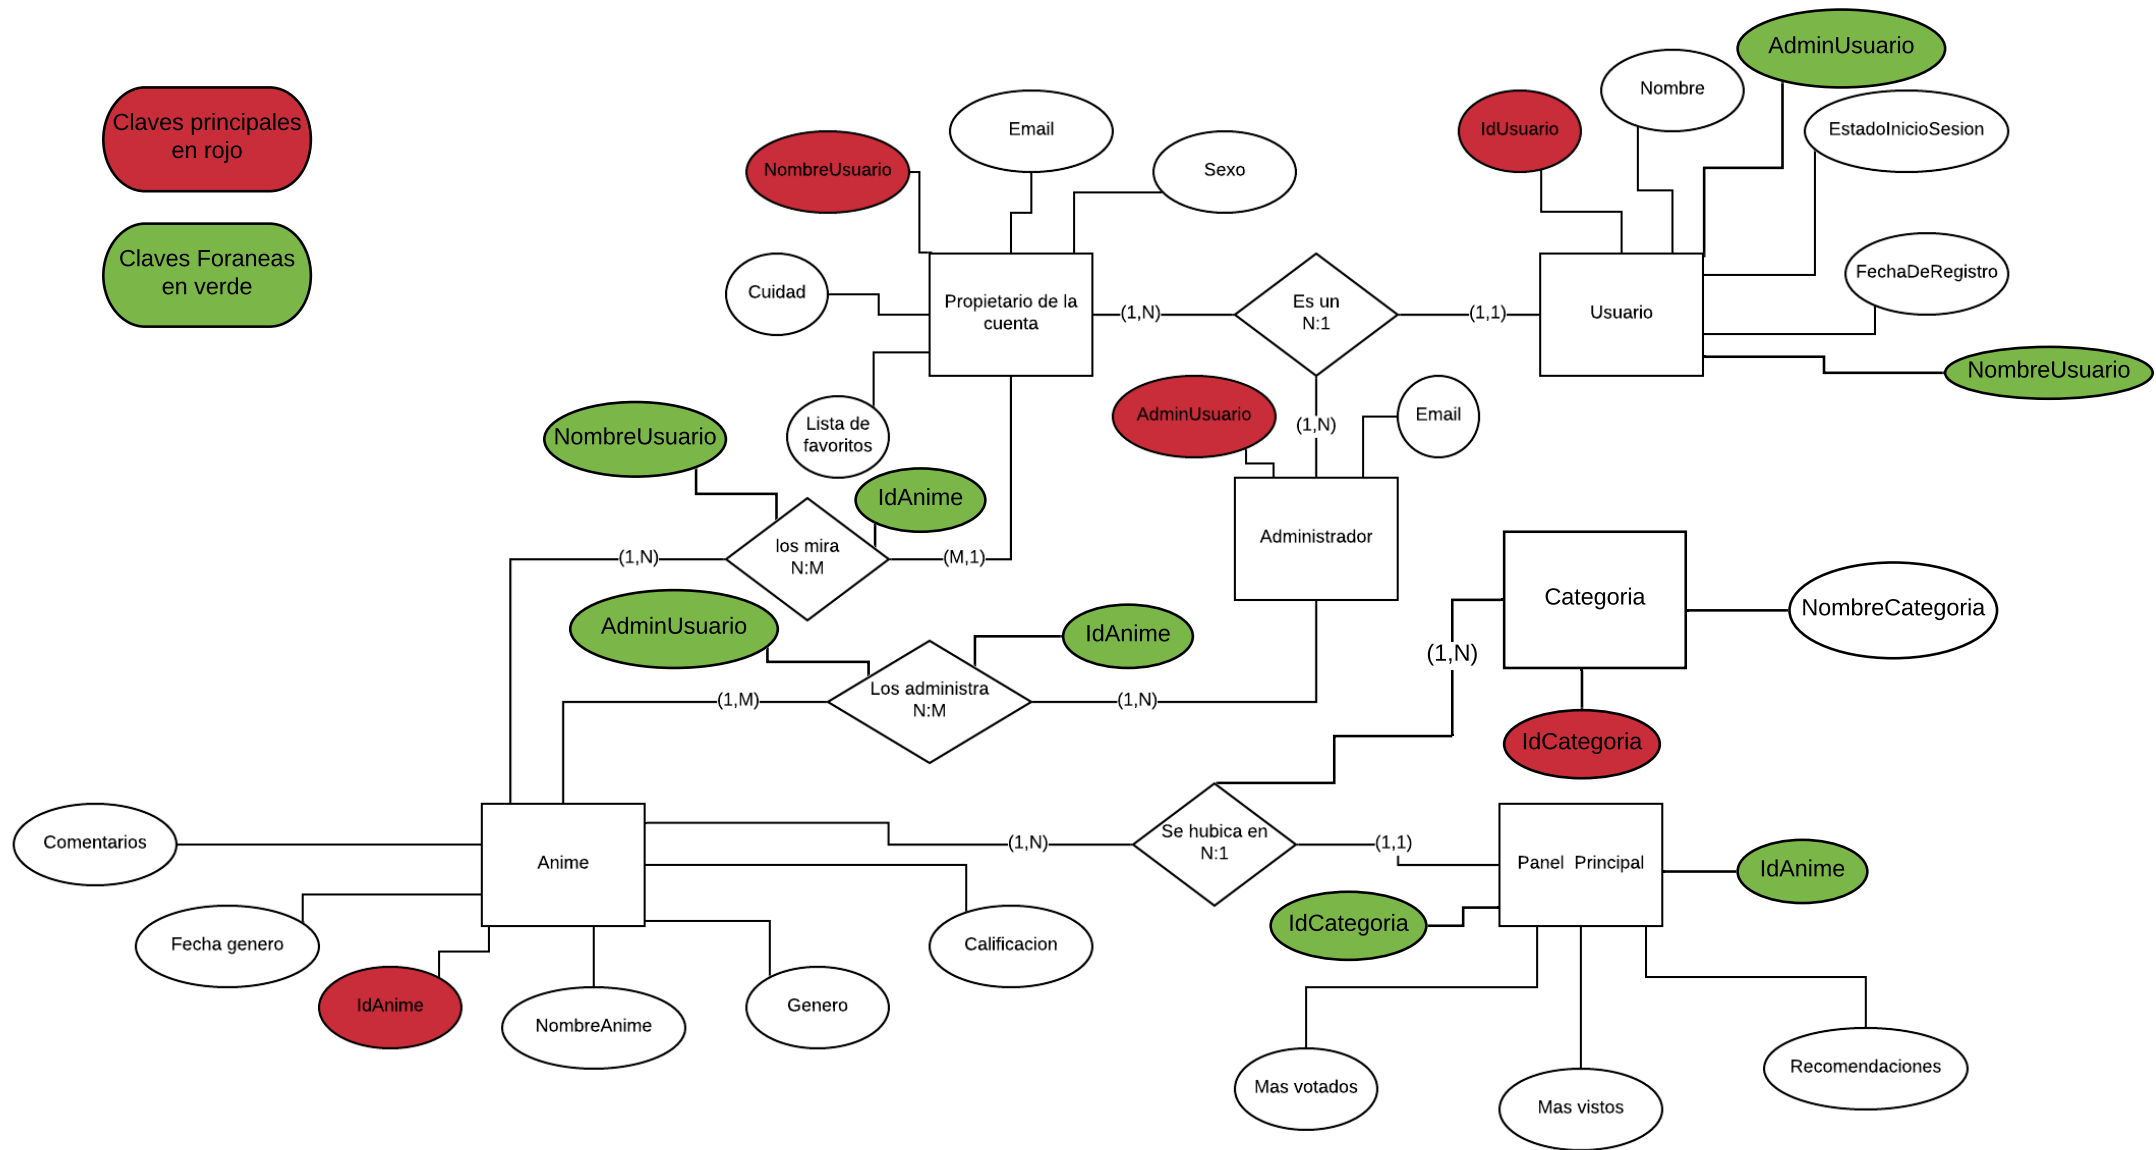 AdminUsuario
Nombre
Claves principales
en rojo
Email
IdUsuario
EstadoInicioSesion
NombreUsuario
Sexo
Claves Foraneas
en verde
FechaDeRegistro
Cuidad
Propietario de la
cuenta
(1,N)
Es un
N:1
(1,1)
Usuario
NombreUsuario
AdminUsuario
Email
(1,N)
Lista de
favoritos
NombreUsuario
IdAnime
Administrador
los mira
N:M
(1,N)
(M,1)
Categoria
NombreCategoria
AdminUsuario
IdAnime
(1,N)
Los administra
N:M
(1,M)
(1,N)
IdCategoria
Comentarios
Anime
(1,N)
Se hubica en
N:1
(1,1)
Panel Principal
IdAnime
IdCategoria
Fecha genero
Calificacion
IdAnime
NombreAnime
Genero
Mas votados
Mas vistos
Recomendaciones